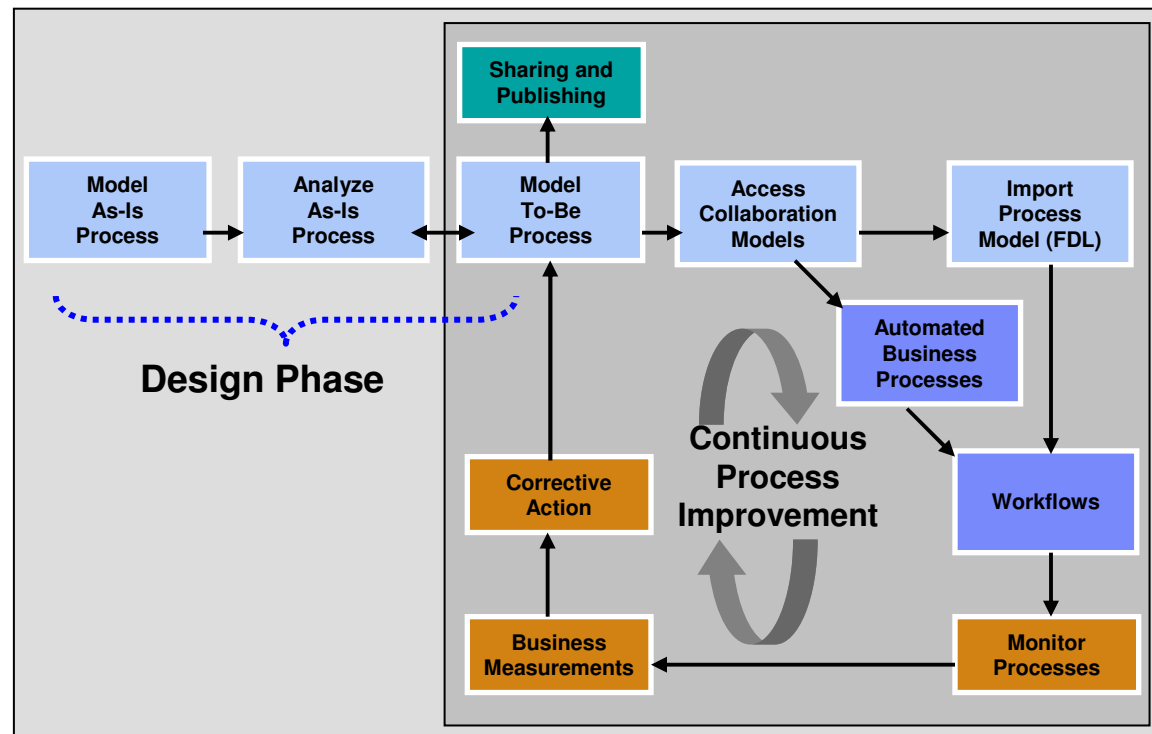 Sharing and
Publishing
Model
As-Is
Process
Analyze
As-Is
Process
Model
To-Be
Process
Access
Collaboration
Models
Import
Process
Model (FDL)
Automated
Business
Processes
Design Phase
Continuous
Process
Improvement
Corrective
Action
Workflows
Business
Measurements
Monitor
Processes